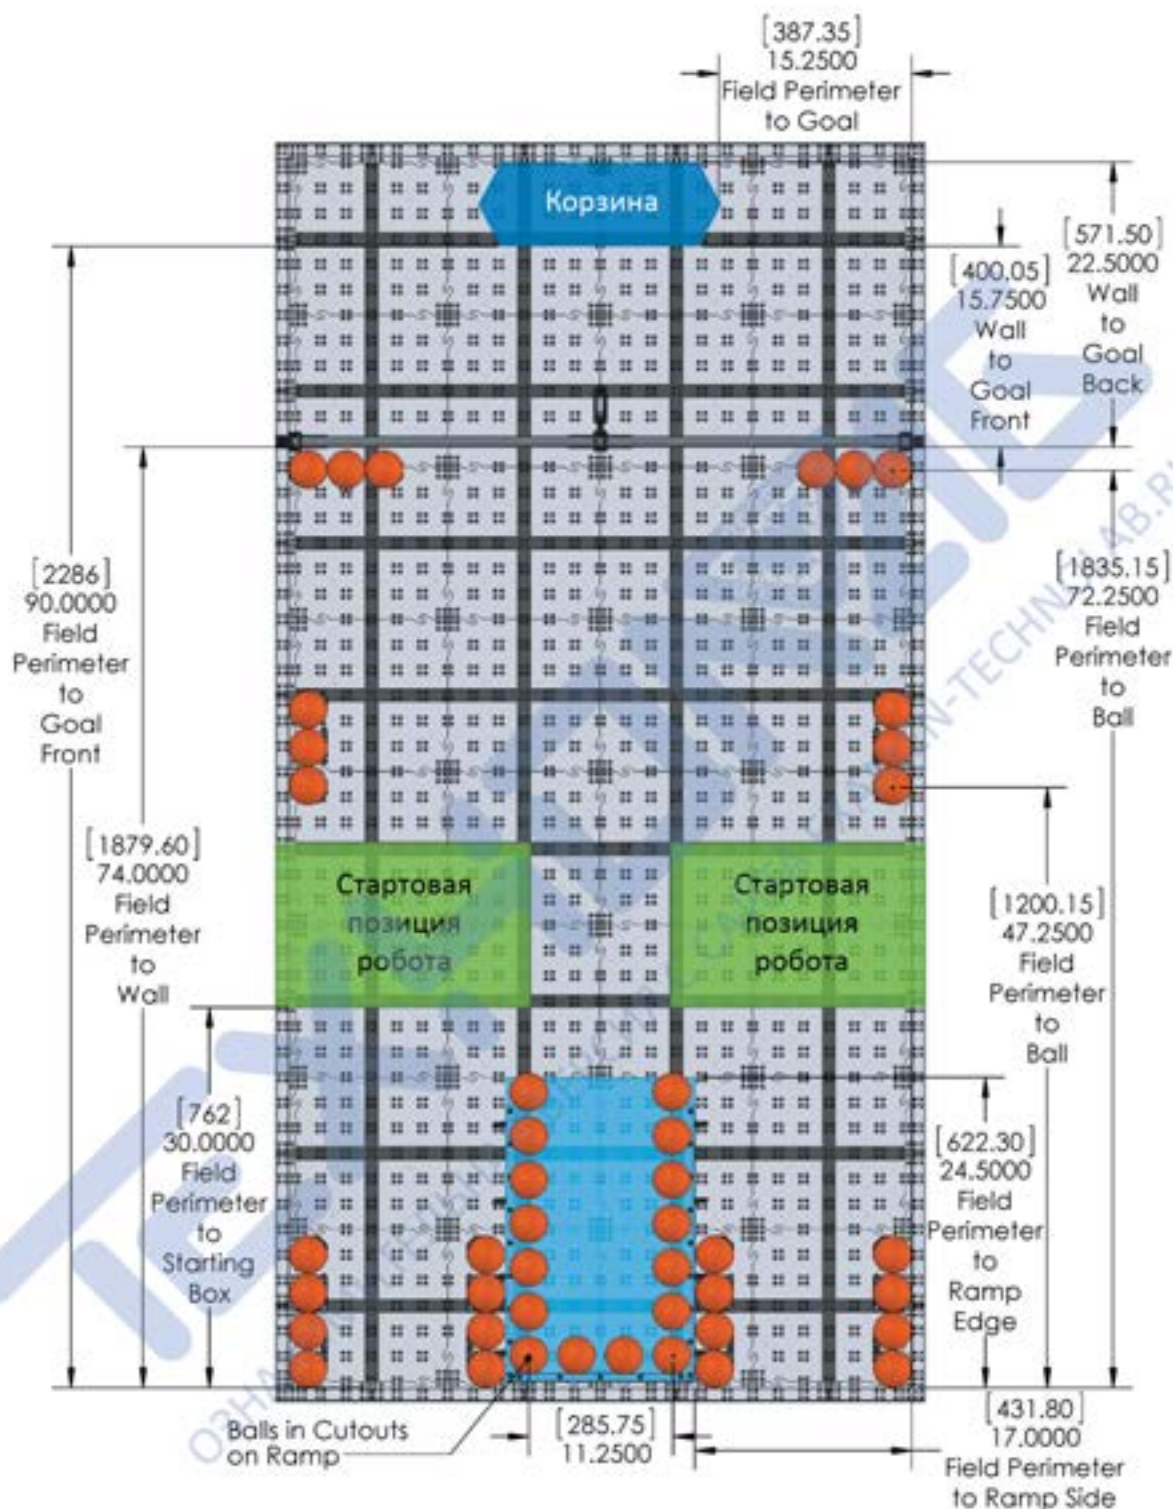 [387.35]
15.2500
Field Perimeter
to Goal
Корзина
[571.50]
22.5000
Wall
to
Goal
Back
[400.05]
15.7500
Wall
to
Goal
Front
[2286]
90.0000
Field
Perimeter
to
Goal
Front
[1835.15]
72.2500
Field
Perimeter
to
Ball
[1879.60]
74.0000
Field
Perimeter
to
Wall
Стартовая
позиция
робота
Стартовая
позиция
робота
[1200.15]
47.2500
Field
Perimeter
to
Ball
[762]
30.0000
Field
Perimeter
to
Starting
Box
[622.30]
24.5000
Field
Perimeter
to
Ramp
Edge
Balls in Cutouts
on Ramp
[285.75]
11.2500
[431.80]
17.0000
Field Perimeter
to Ramp Side